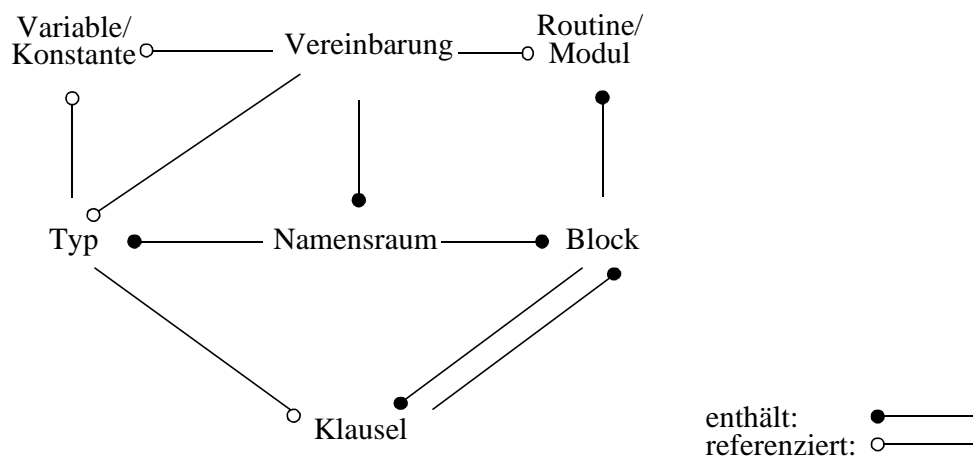 Variable/
Konstante
Vereinbarung
Routine/
Modul
Typ
Namensraum
Block
Klausel
enthält:
referenziert: